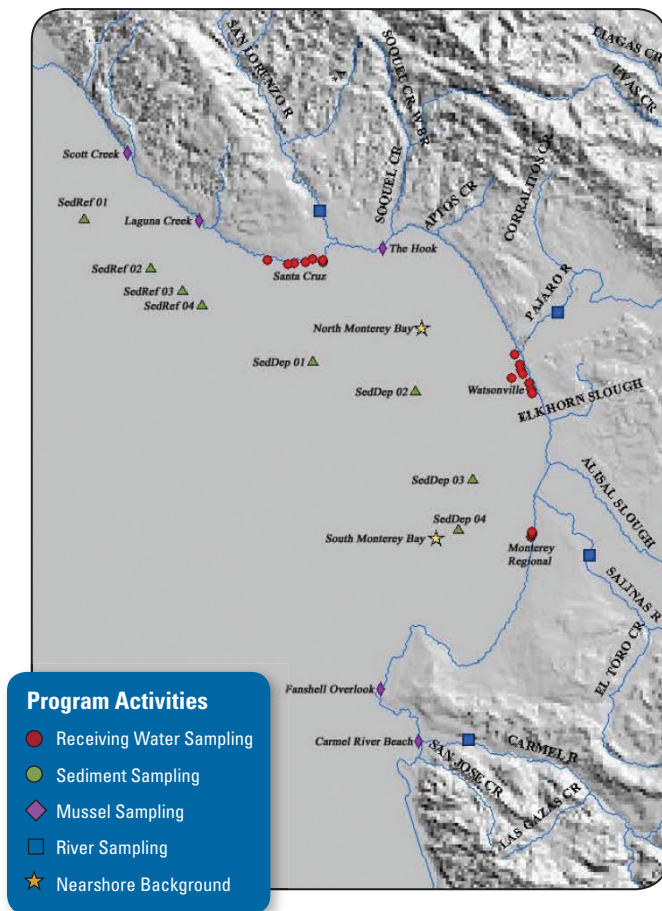 SAN LORENZO R
*A
SOQUEL CR, W BR
LLAGAS CR
UVAS CR
Scott Creek
SedRef 01
Laguna Creek
SOQUEL CR
APTOS CR
CORRALITOS CR
The Hook
SedRef 02
Santa Cruz
SedRef 03
SedRef 04
PAJARO R
North Monterey Bay
SedDep 01
SedDep 02
Watsonville
ELKHORN SLOUGH
SedDep 03
ALISAL SLOUGH
SedDep 04
South Monterey Bay
Monterey
Regional
SALINAS R
EL TORO CR
Fanshell Overlook
Carmel River Beach
CARMEL R
SAN JOSE CR
LAS GAZAS CR
Program Activities
Receiving Water Sampling
Sediment Sampling
Mussel Sampling
River Sampling
Nearshore Background